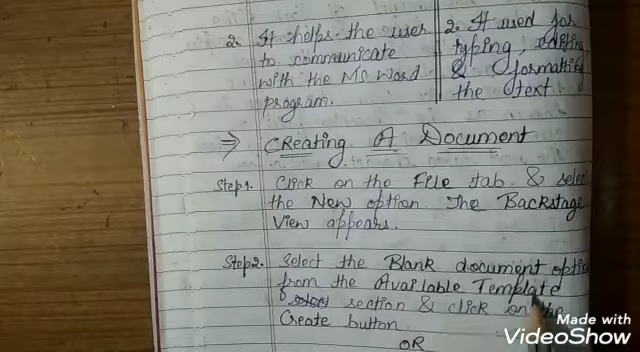 2. It helps the user
to communicate
with the MS Word
program.
2. It used for
typing, editing
& formatting
the text.
⇒ Creating A Document
Step1. Click on the File tab & select
the New option. The Backstage
View appears.
Step2. Select the Blank document option
from the Available Template
section & click on the
Create button.
OR
Made with
VideoShow